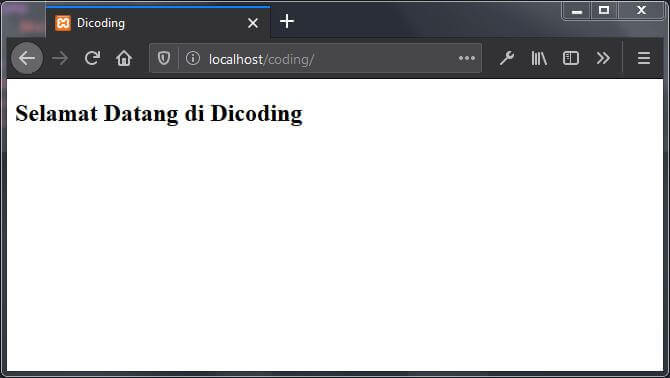 Dicoding
localhost/coding/
Selamat Datang di Dicoding